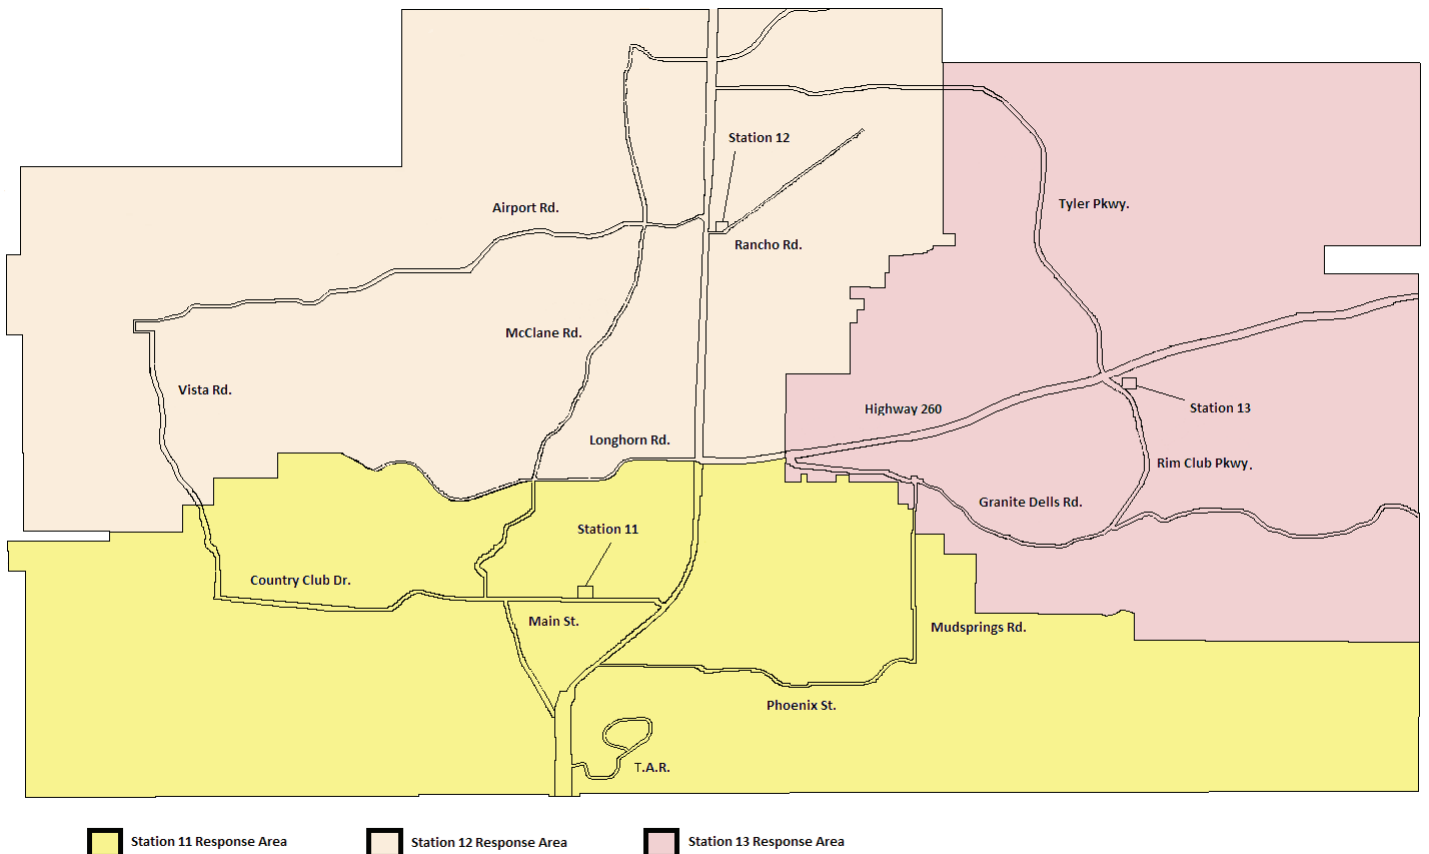 Station 12
Airport Rd.
Tyler Pkwy.
Rancho Rd.
McClane Rd.
Vista Rd.
Highway 260
Station 13
Longhorn Rd.
Rim Club Pkwy.
Granite Dells Rd.
Station 11
Country Club Dr.
Main St.
Mudsprings Rd.
Phoenix St.
T.A.R.
Station 11 Response Area
Station 12 Response Area
Station 13 Response Area